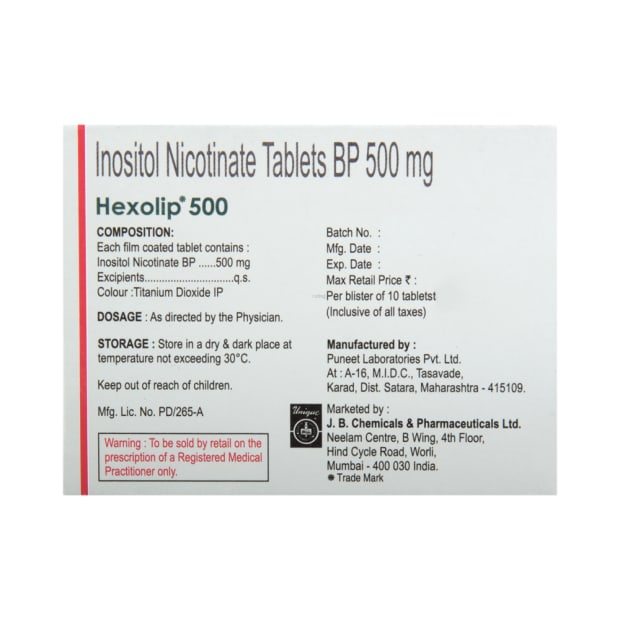 Inositol Nicotinate Tablets BP 500 mg
Hexolip* 500
COMPOSITION:
Each film coated tablet contains :
Inositol Nicotinate BP ......500 mg
Excipients.............................q.s.
Colour :Titanium Dioxide IP
DOSAGE : As directed by the Physician.
STORAGE : Store in a dry & dark place at
temperature not exceeding 30°C.
Keep out of reach of children.
Mfg. Lic. No. PD/265-A
Warning : To be sold by retail on the
prescription of a Registered Medical
Practitioner only.
Batch No. :
Mfg. Date :
Exp. Date :
Max Retail Price ₹ :
Per blister of 10 tabletst
(Inclusive of all taxes)
Manufactured by :
Puneet Laboratories Pvt. Ltd.
At : A-16, M.I.D.C., Tasavade,
Karad, Dist. Satara, Maharashtra - 415109.
Unique
Marketed by :
J. B. Chemicals & Pharmaceuticals Ltd.
Neelam Centre, B Wing, 4th Floor,
Hind Cycle Road, Worli,
Mumbai - 400 030 India.
* Trade Mark